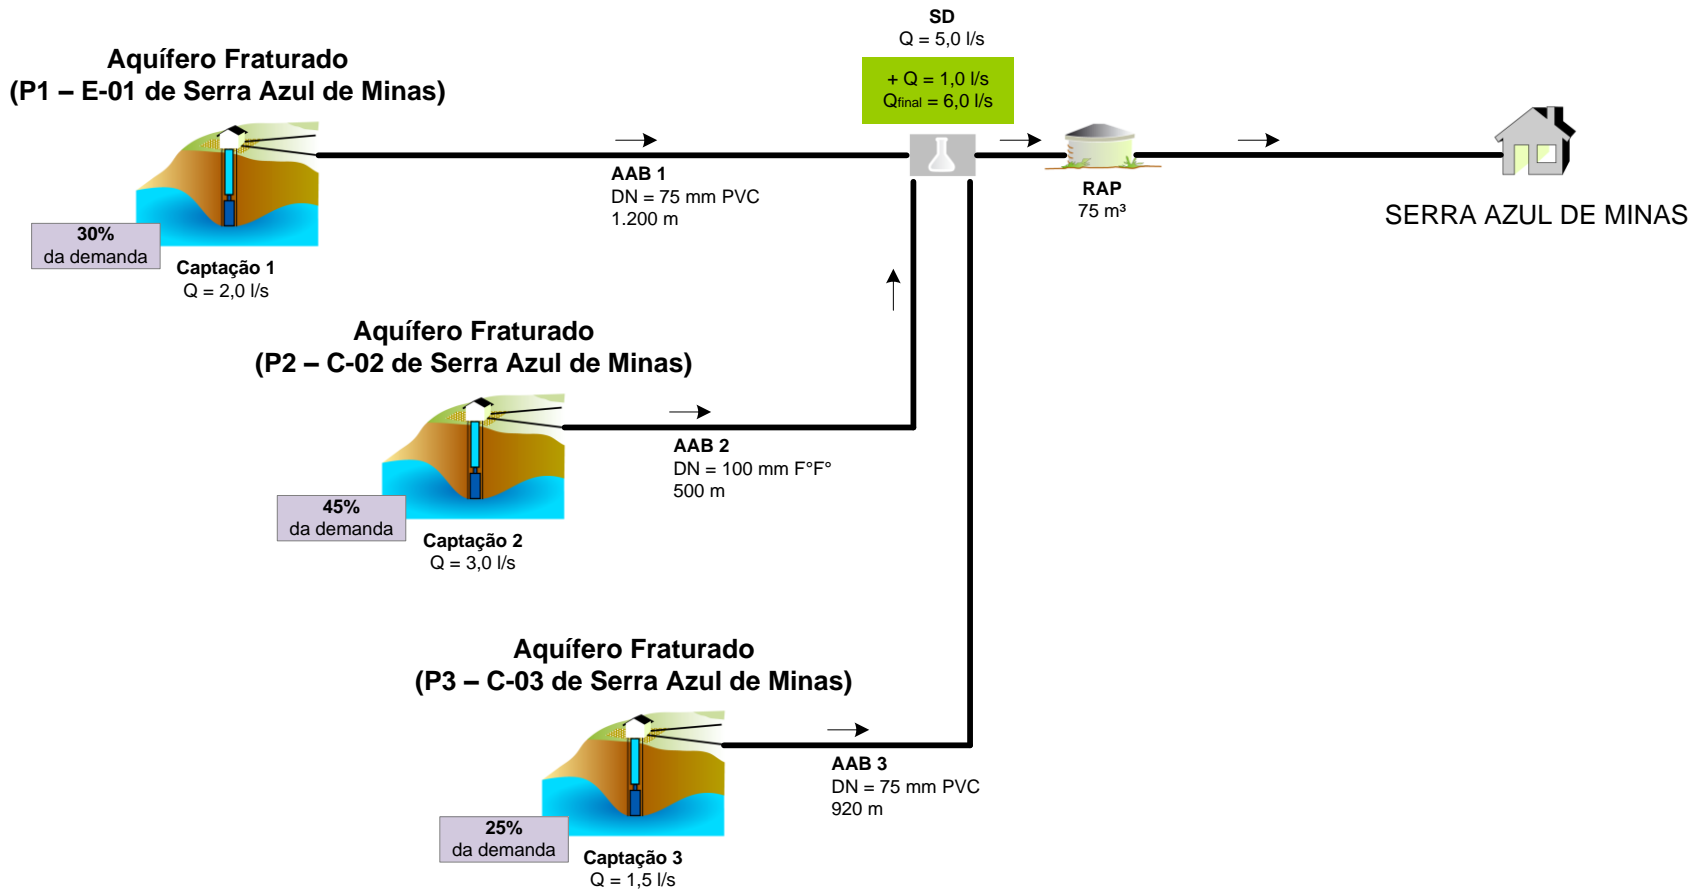 SD
Q = 5,0 l/s
+ Q = 1,0 l/s
Qfinal = 6,0 l/s
Aquífero Fraturado
(P1 – E-01 de Serra Azul de Minas)
AAB 1
DN = 75 mm PVC
1.200 m
RAP
75 m³
SERRA AZUL DE MINAS
30%
da demanda
Captação 1
Q = 2,0 l/s
Aquífero Fraturado
(P2 – C-02 de Serra Azul de Minas)
AAB 2
DN = 100 mm F°F°
500 m
45%
da demanda
Captação 2
Q = 3,0 l/s
Aquífero Fraturado
(P3 – C-03 de Serra Azul de Minas)
AAB 3
DN = 75 mm PVC
920 m
25%
da demanda
Captação 3
Q = 1,5 l/s